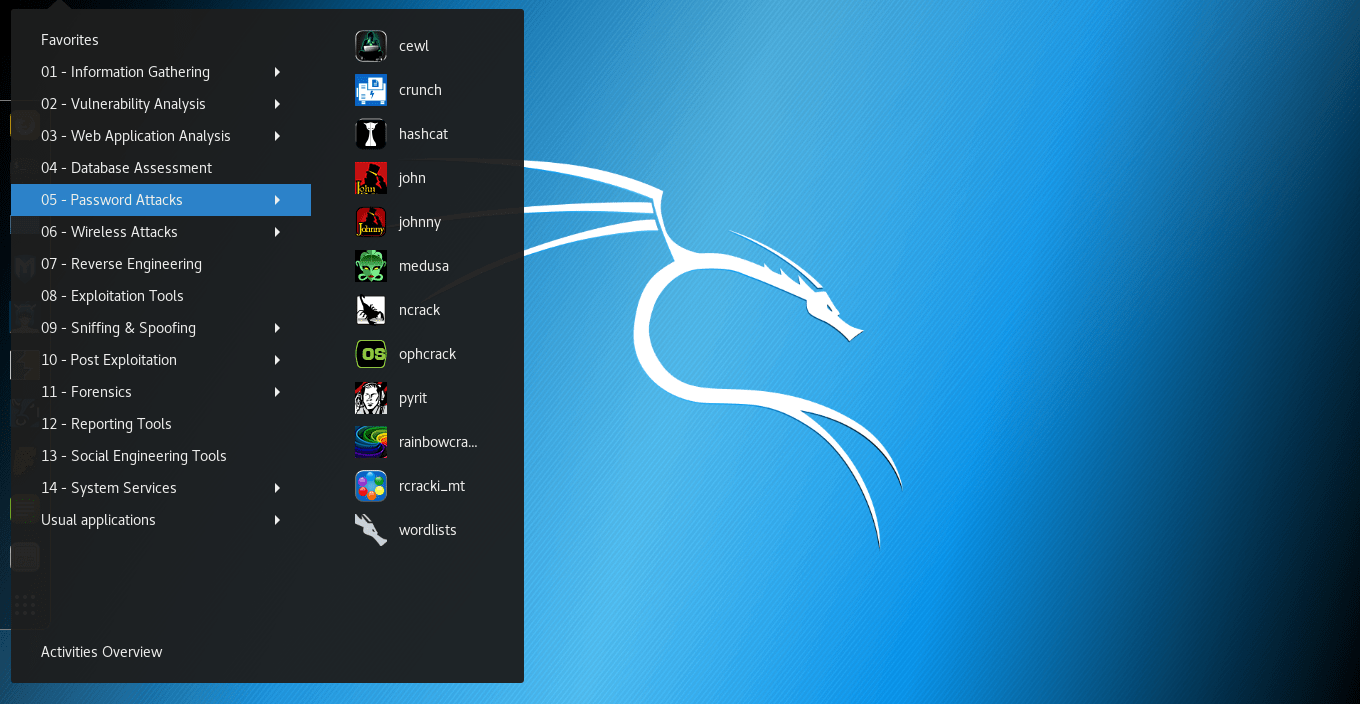 Favorites
01 - Information Gathering
02 - Vulnerability Analysis
03 - Web Application Analysis
04 - Database Assessment
05 - Password Attacks
06 - Wireless Attacks
07 - Reverse Engineering
08 - Exploitation Tools
09 - Sniffing & Spoofing
10 - Post Exploitation
11 - Forensics
12 - Reporting Tools
13 - Social Engineering Tools
14 - System Services
Usual applications
Activities Overview
cewl
crunch
hashcat
John
john
Johnny
johnny
medusa
ncrack
OS
ophcrack
pyrit
rainbowcra...
rcracki_mt
wordlists